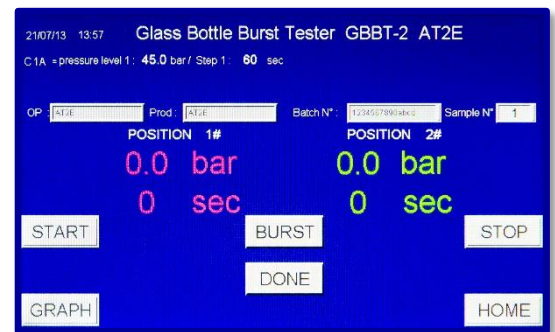 21/07/13 13:57 Glass Bottle Burst Tester GBBT-2 AT2E
C1A = pressure level 1 : 45.0 bar / Step 1 : 60 sec
OP : AT2E Prod : AT2E Batch N° : 1234567890abcd Sample N° 1
POSITION 1# POSITION 2#
0.0 bar 0.0 bar
0 sec 0 sec
START BURST STOP
DONE
GRAPH HOME